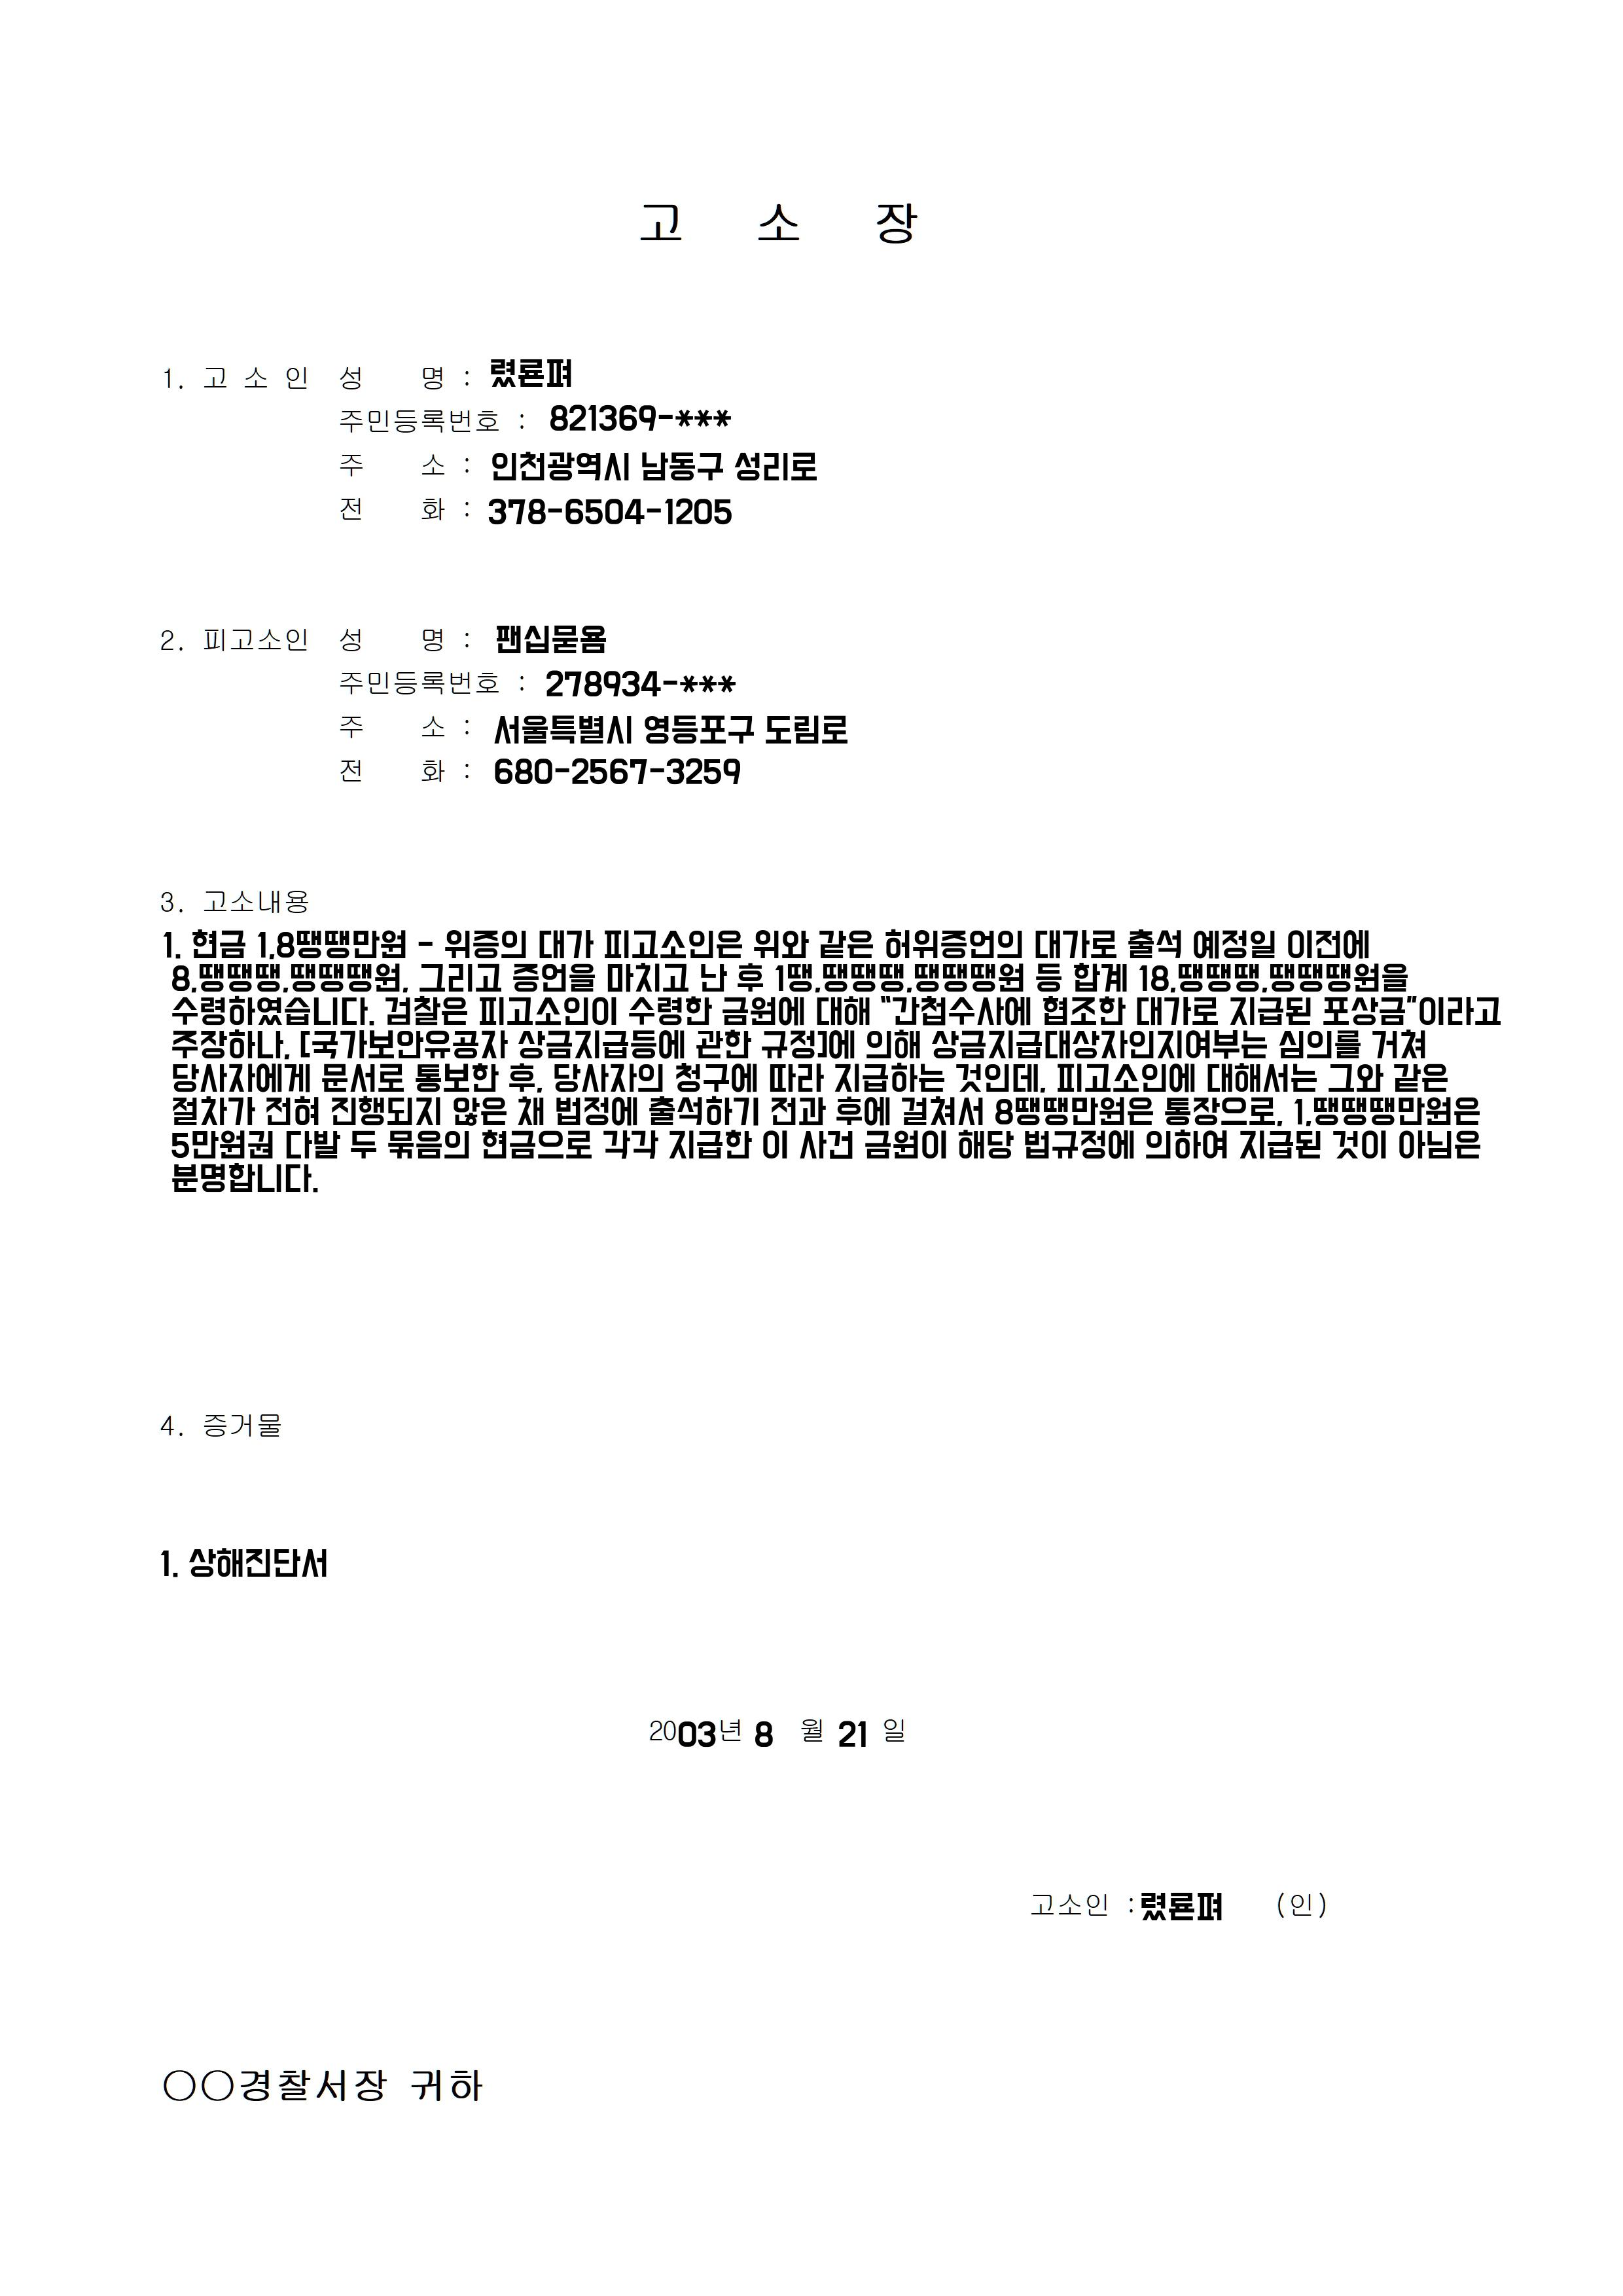 고 소 장
1. 고 소 인 성 명 : 렸룐펴
주민등록번호 : 821369-***
주 소 : 인천광역시 남동구 성리로
전 화 : 378-6504-1205
2. 피고소인 성 명 : 팬십묻욤
주민등록번호 : 278934-***
주 소 : 서울특별시 영등포구 도림로
전 화 : 680-2567-3259
3. 고소내용
1. 현금 1,8땡땡만원 - 위증의 대가 피고소인은 위와 같은 허위증언의 대가로 출석 예정일 이전에
8,땡땡땡,땡땡땡원, 그리고 증언을 마치고 난 후 1땡,땡땡땡,땡땡땡원 등 합계 18,땡땡땡,땡땡땡원을
수령하였습니다. 검찰은 피고소인이 수령한 금원에 대해 “간첩수사에 협조한 대가로 지급된 포상금”이라고
주장하나, [국가보안유공자 상금지급등에 관한 규정]에 의해 상금지급대상자인지여부는 심의를 거쳐
당사자에게 문서로 통보한 후, 당사자의 청구에 따라 지급하는 것인데, 피고소인에 대해서는 그와 같은
절차가 전혀 진행되지 않은 채 법정에 출석하기 전과 후에 걸쳐서 8땡땡만원은 통장으로, 1,땡땡땡만원은
5만원권 다발 두 묶음의 현금으로 각각 지급한 이 사건 금원이 해당 법규정에 의하여 지급된 것이 아님은
분명합니다.
4. 증거물
1. 상해진단서
2003년 8 월 21 일
고소인 : 렸룐펴 (인)
○○경찰서장 귀하